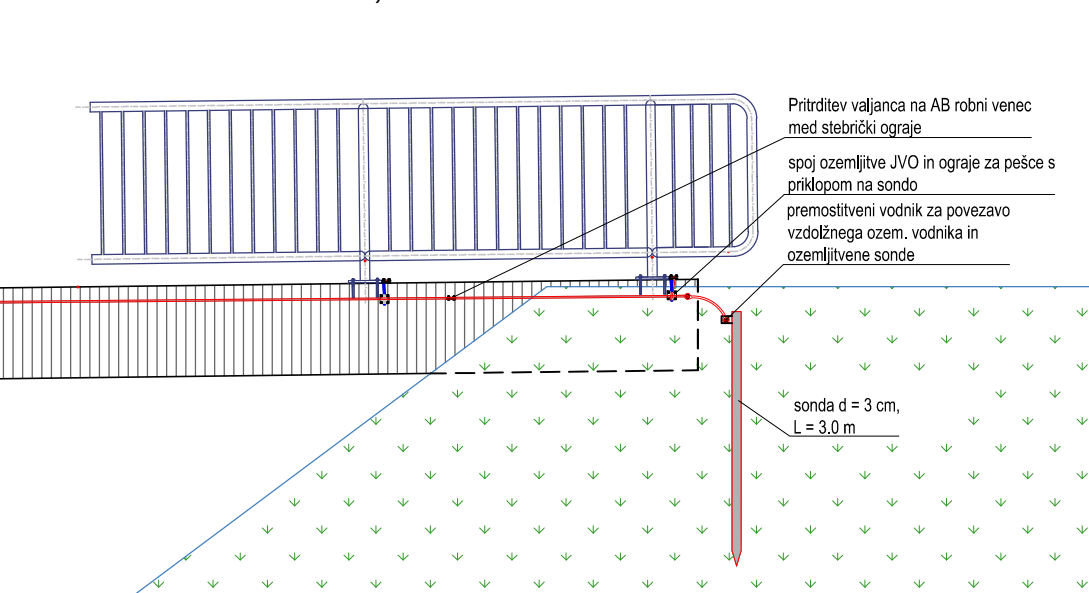 Pritrditev valjanca na AB robni venec
med stebrički ograje
spoj ozemljitve JVO in ograje za pešce s
priklopom na sondo
premostitveni vodnik za povezavo
vzdolžnega ozem. vodnika in
ozemljitvene sonde
sonda d = 3 cm,
L = 3.0 m